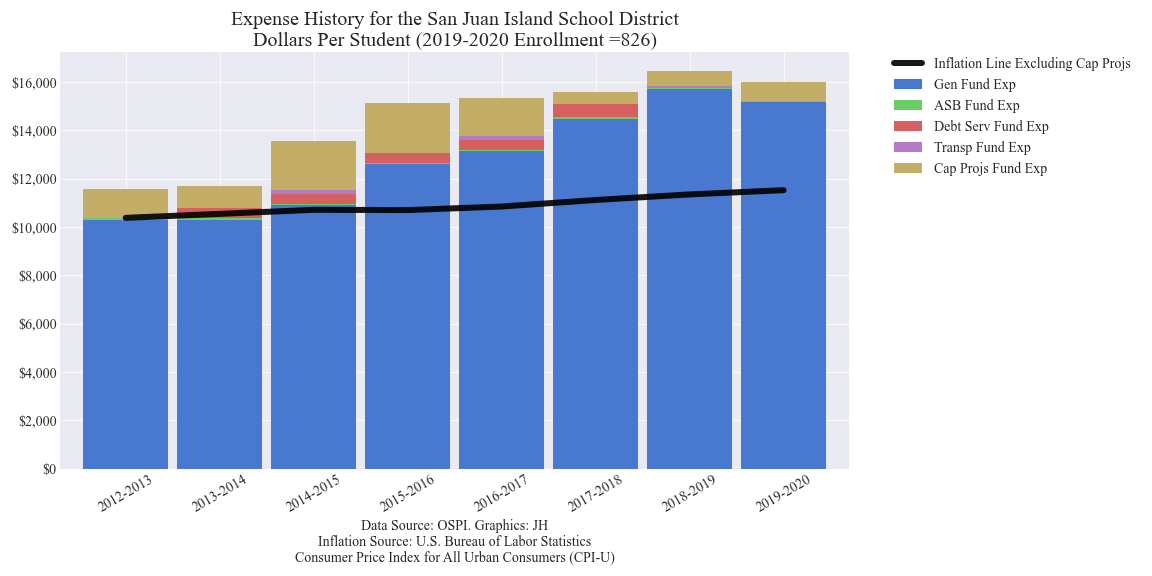 Expense History for the San Juan Island School District
Dollars Per Student (2019-2020 Enrollment =826)
$16,000
$14,000
$12,000
$10,000
$8,000
$6,000
$4,000
$2,000
$0
2012-2013
2013-2014
2014-2015
2015-2016
2016-2017
2017-2018
2018-2019
2019-2020
Inflation Line Excluding Cap Projs
Gen Fund Exp
ASB Fund Exp
Debt Serv Fund Exp
Transp Fund Exp
Cap Projs Fund Exp
Data Source: OSPI. Graphics: JH
Inflation Source: U.S. Bureau of Labor Statistics
Consumer Price Index for All Urban Consumers (CPI-U)